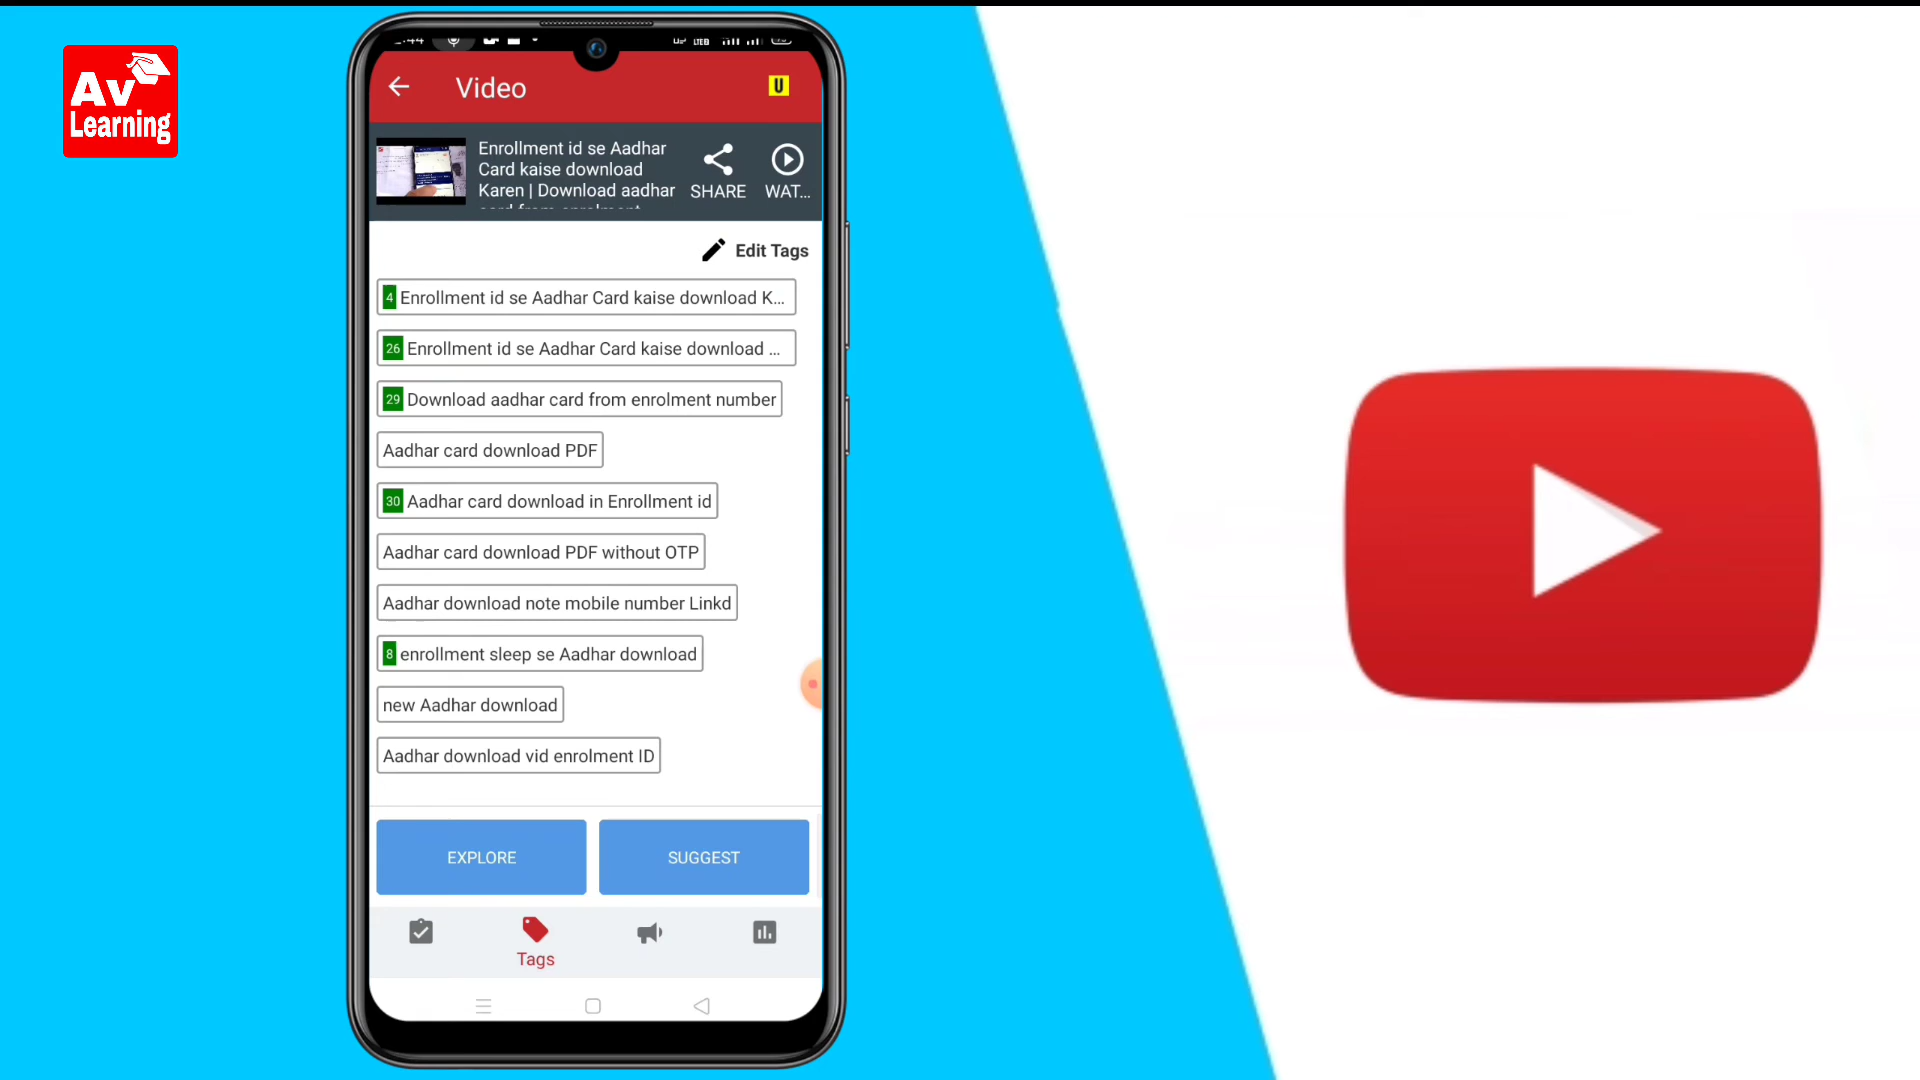 Av
Learning
Video
U
Enrollment id se Aadhar
Card kaise download
Karen | Download aadhar
card from enrolment
SHARE
WAT...
Edit Tags
4 Enrollment id se Aadhar Card kaise download K...
26 Enrollment id se Aadhar Card kaise download ...
29 Download aadhar card from enrolment number
Aadhar card download PDF
30 Aadhar card download in Enrollment id
Aadhar card download PDF without OTP
Aadhar download note mobile number Linkd
8 enrollment sleep se Aadhar download
new Aadhar download
Aadhar download vid enrolment ID
EXPLORE
SUGGEST
Tags